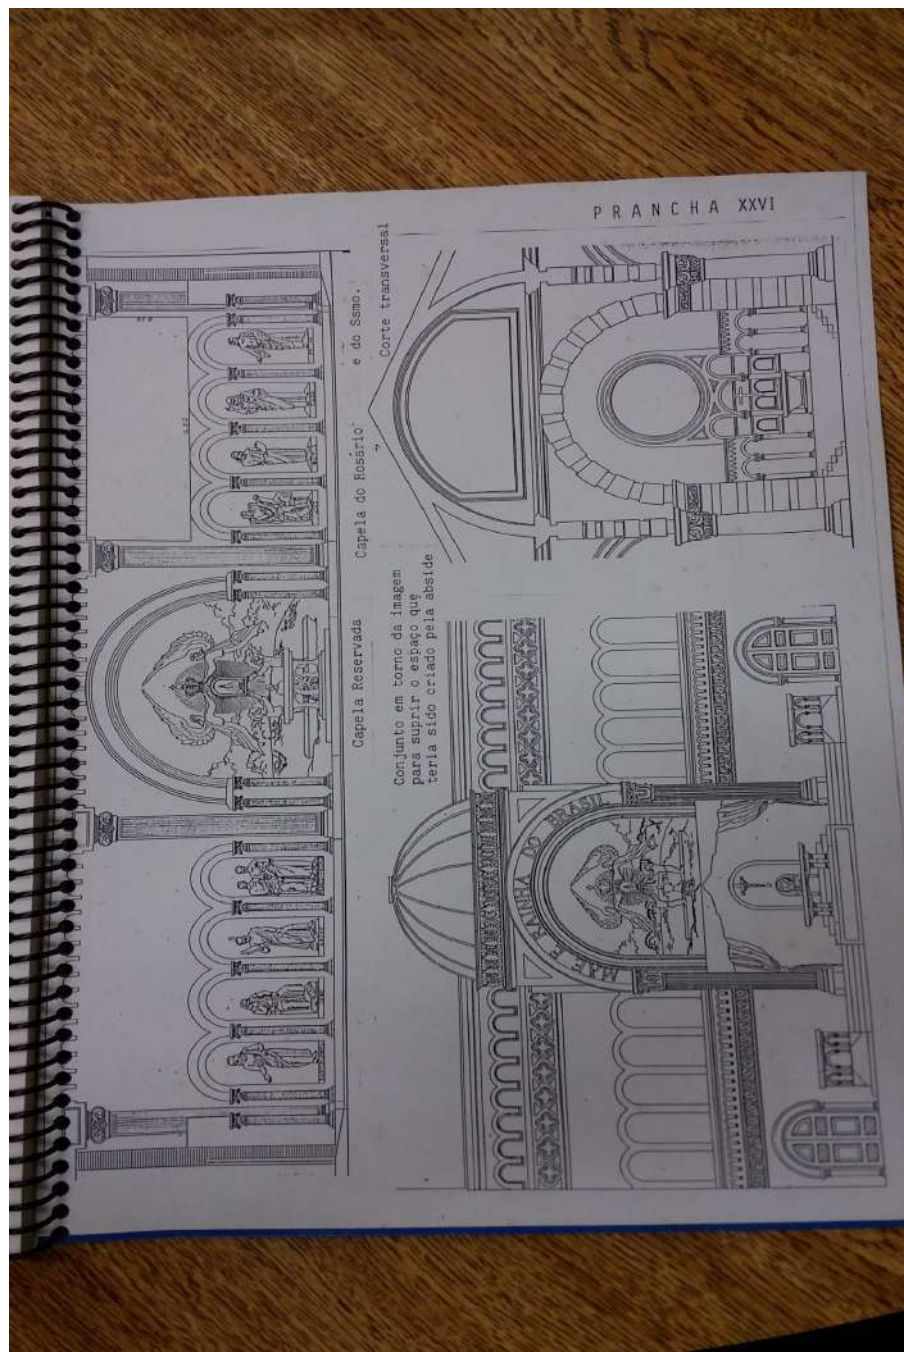 PRANCHA XXVI
Capela Reservada
Capela do Rosário
e do Ssmo.
Corte transversal
Conjunto em torno da imagem
para suprir o espaço que
teria sido criado pela abside
MÃE E RAINHA DO BRASIL